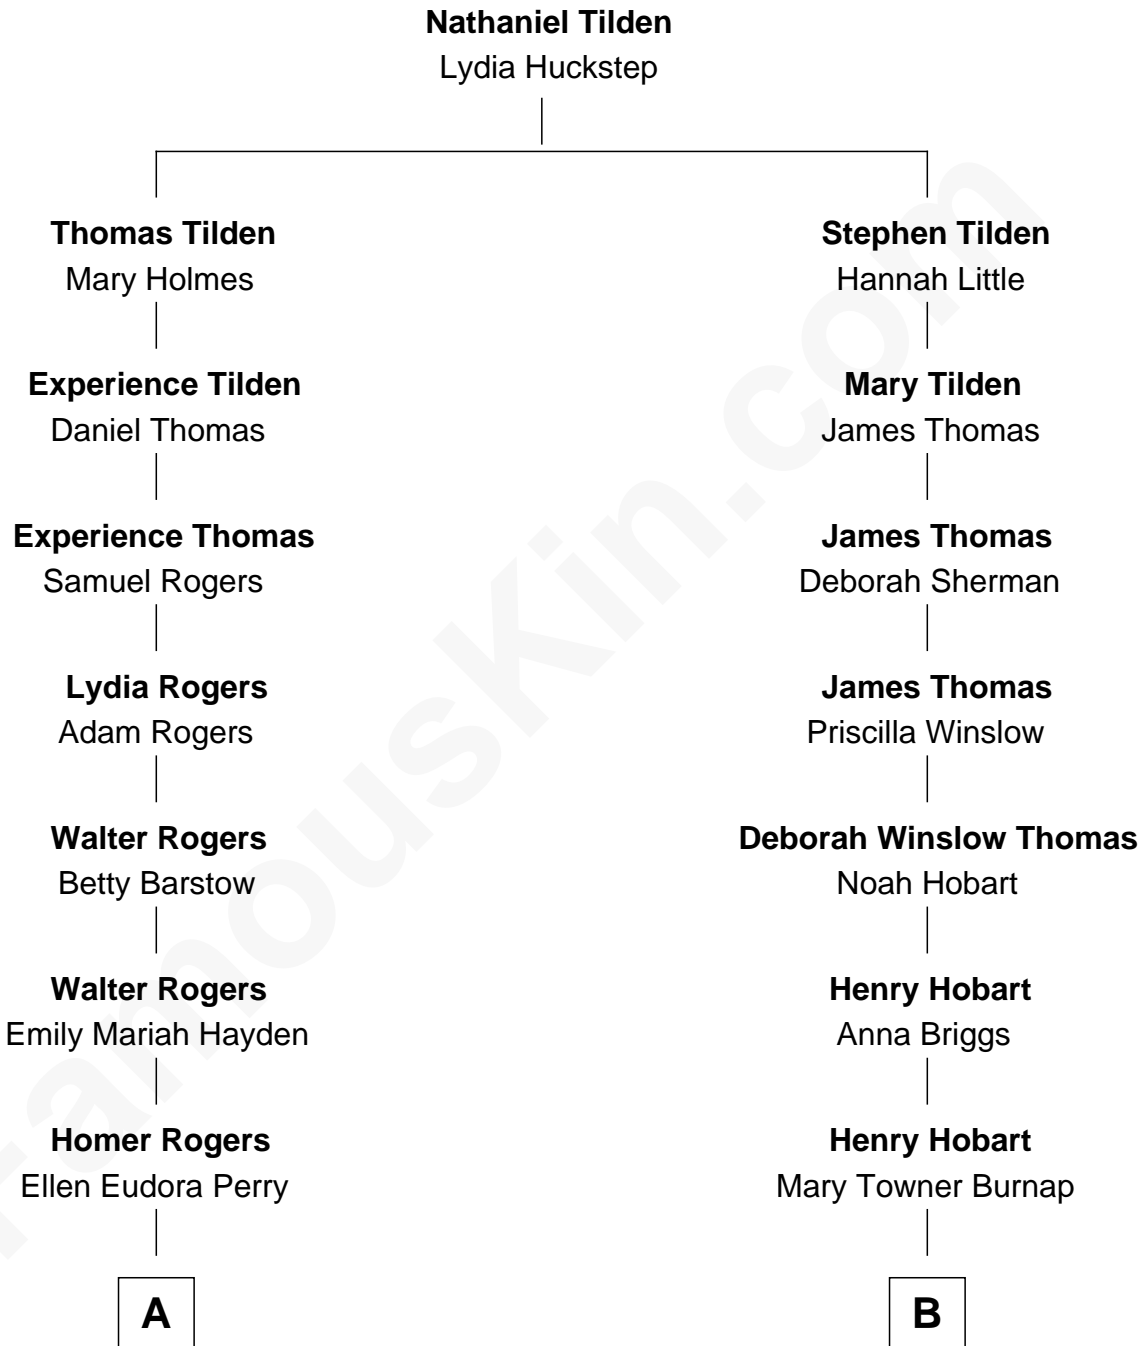 Nathaniel Tilden
Lydia Huckstep
Thomas Tilden
Mary Holmes
Stephen Tilden
Hannah Little
Experience Tilden
Daniel Thomas
Mary Tilden
James Thomas
Experience Thomas
Samuel Rogers
James Thomas
Deborah Sherman
Lydia Rogers
Adam Rogers
James Thomas
Priscilla Winslow
Walter Rogers
Betty Barstow
Deborah Winslow Thomas
Noah Hobart
Walter Rogers
Emily Mariah Hayden
Henry Hobart
Anna Briggs
Homer Rogers
Ellen Eudora Perry
Henry Hobart
Mary Towner Burnap
A
B
FamousKin.com